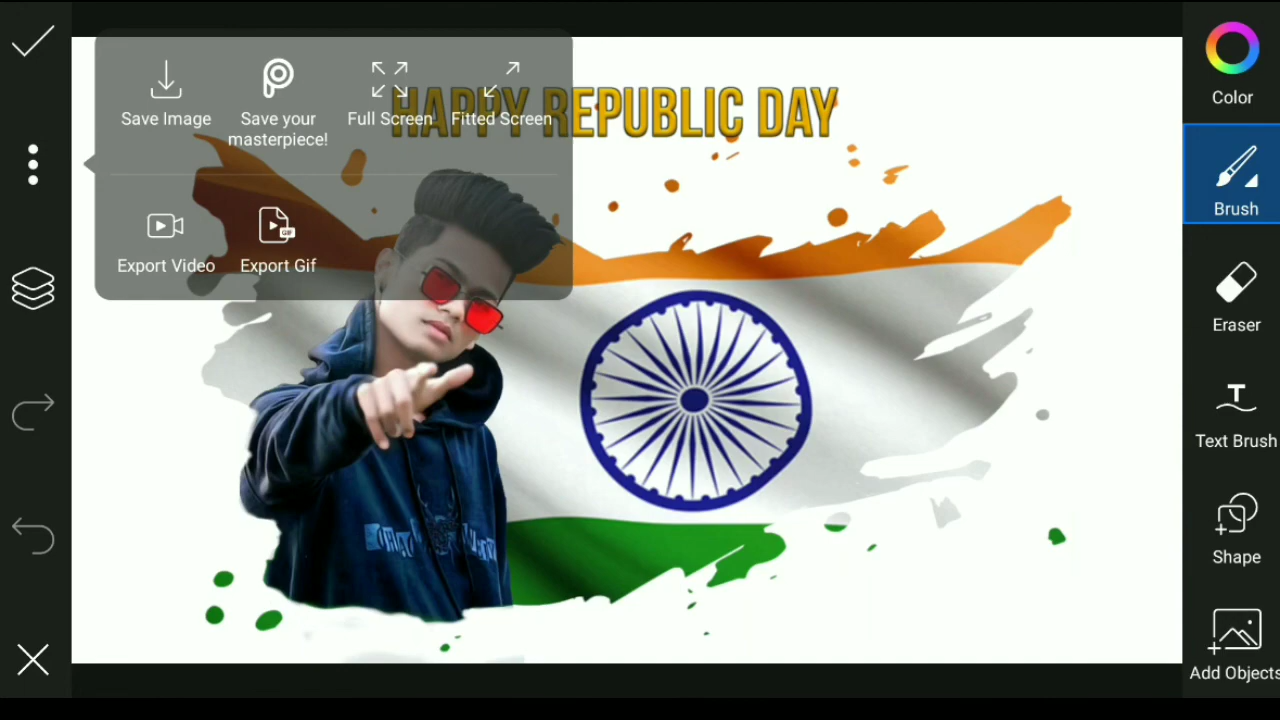 HAPPY REPUBLIC DAY
Save Image
Save your
masterpiece!
Full Screen
Fitted Screen
Export Video
GIF
Export Gif
Color
Brush
Eraser
T
Text Brush
Shape
Add Objects